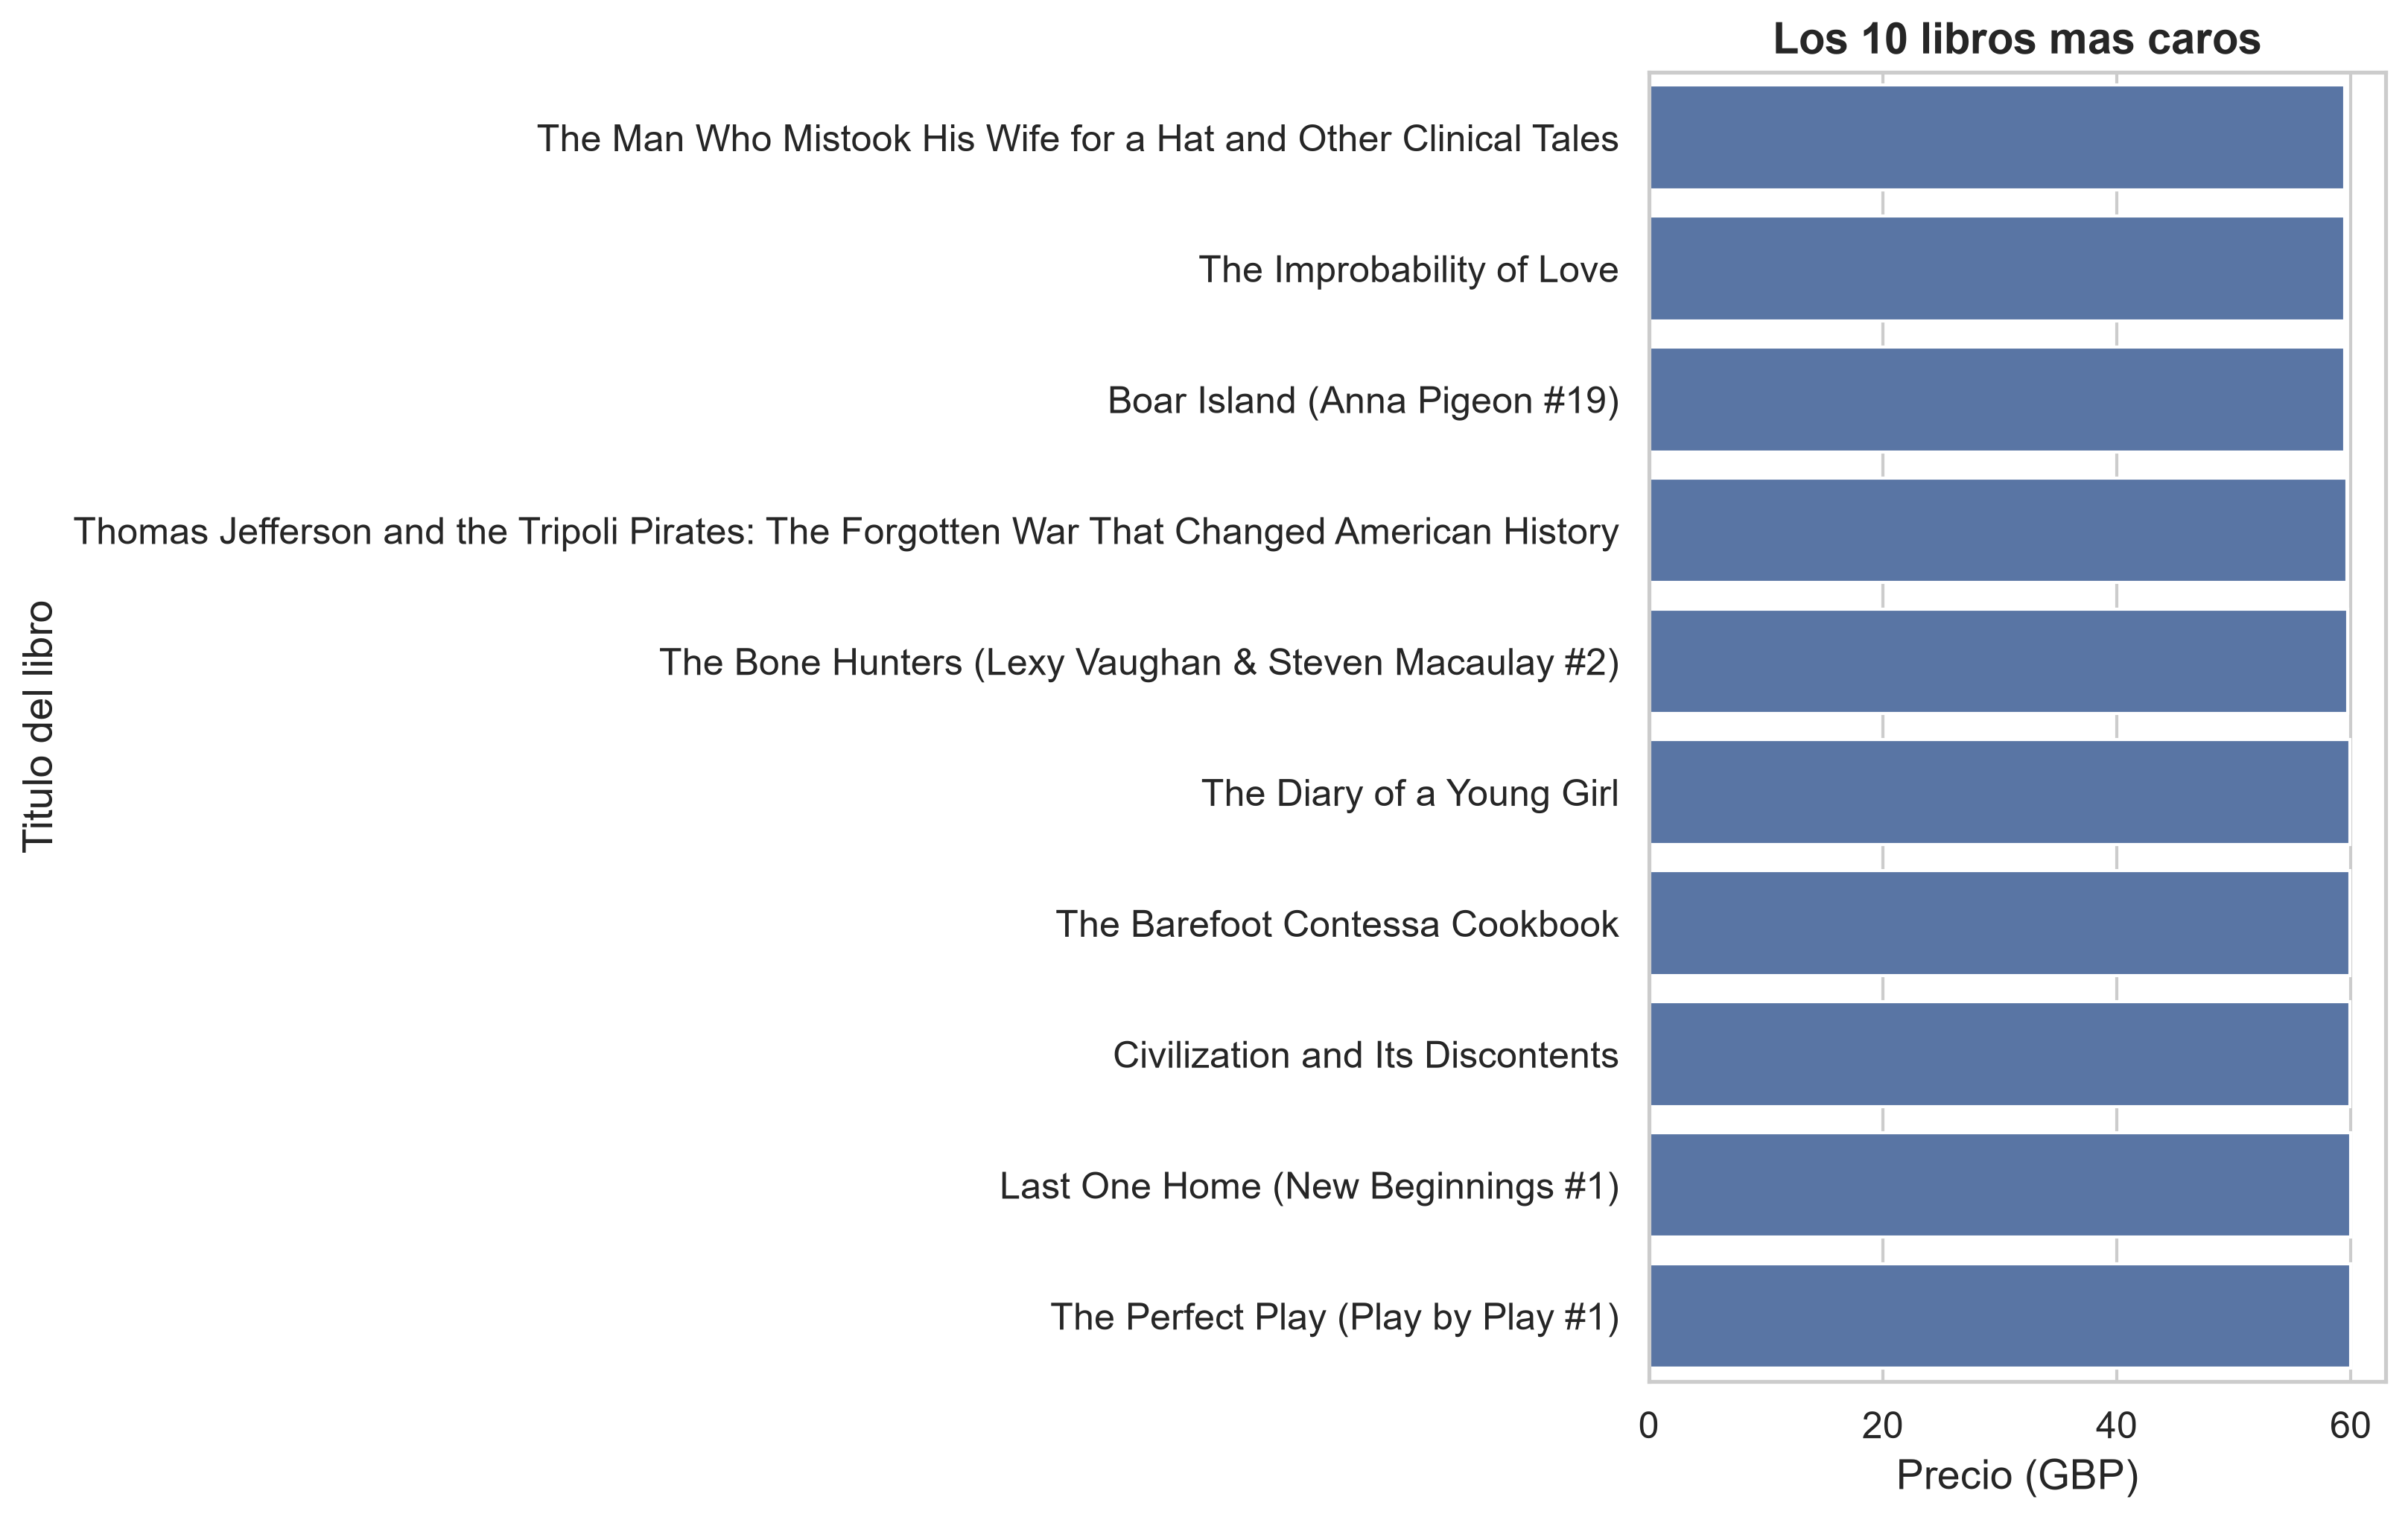 Los 10 libros mas caros
Titulo del libro
The Man Who Mistook His Wife for a Hat and Other Clinical Tales
The Improbability of Love
Boar Island (Anna Pigeon #19)
Thomas Jefferson and the Tripoli Pirates: The Forgotten War That Changed American History
The Bone Hunters (Lexy Vaughan & Steven Macaulay #2)
The Diary of a Young Girl
The Barefoot Contessa Cookbook
Civilization and Its Discontents
Last One Home (New Beginnings #1)
The Perfect Play (Play by Play #1)
0 20 40 60
Precio (GBP)